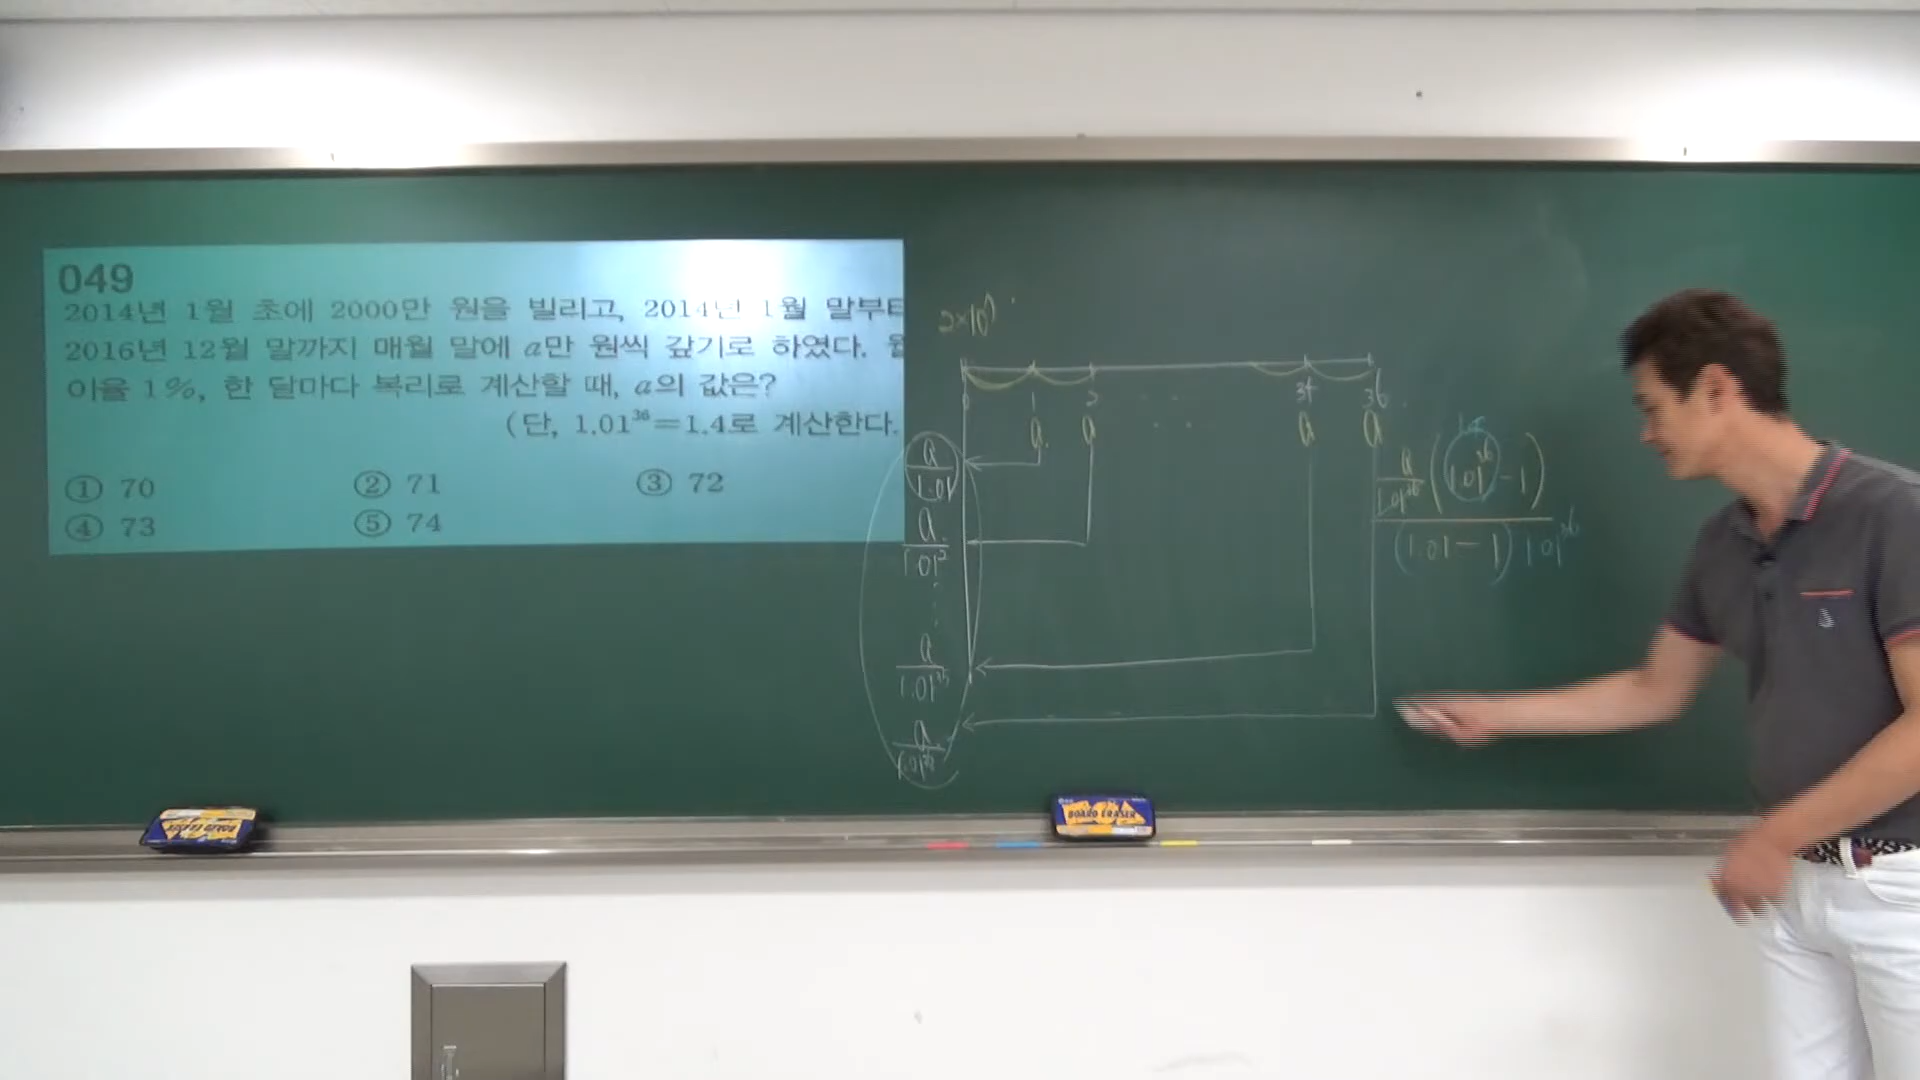 049
2014년 1월 초에 2000만 원을 빌리고, 2014년 1월 말부터
2016년 12월 말까지 매월 말에 a만 원씩 갚기로 하였다. 월
이율 1%, 한 달마다 복리로 계산할 때, a의 값은?
(단, 1.01³⁶=1.4로 계산한다.
① 70 ② 71 ③ 72
④ 73 ⑤ 74
2×10⁷
0 1 2 ... 36
a a ... a a
a/1.01
a/1.01²
⋮
a/1.01³⁵
a/1.01³⁶
a/1.01³⁶ (1.01³⁶ - 1)
(1.01 - 1) 1.01³⁶
BOARD ERASER
BOARD ERASER